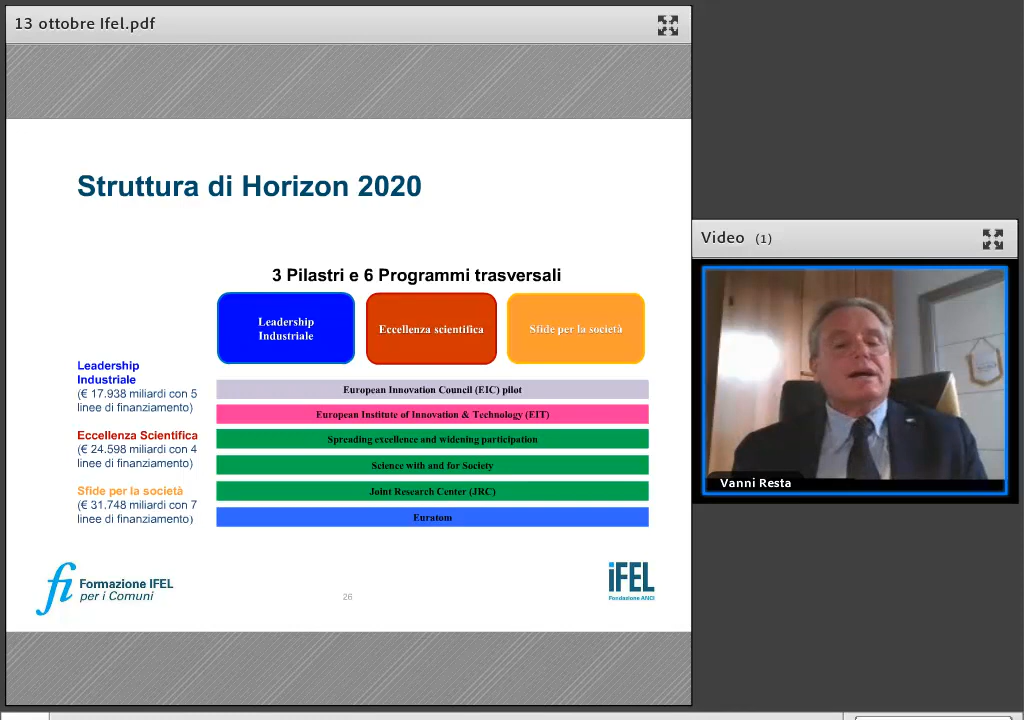 13 ottobre Ifel.pdf
Struttura di Horizon 2020
3 Pilastri e 6 Programmi trasversali
Leadership
Industriale
Eccellenza scientifica
Sfide per la società
Leadership
Industriale
(€ 17.938 miliardi con 5
linee di finanziamento)
Eccellenza Scientifica
(€ 24.598 miliardi con 4
linee di finanziamento)
Sfide per la società
(€ 31.748 miliardi con 7
linee di finanziamento)
European Innovation Council (EIC) pilot
European Institute of Innovation & Technology (EIT)
Spreading excellence and widening participation
Science with and for Society
Joint Research Center (JRC)
Euratom
fi Formazione IFEL
per i Comuni
26
iFEL
Fondazione ANCI
Video (1)
Vanni Resta